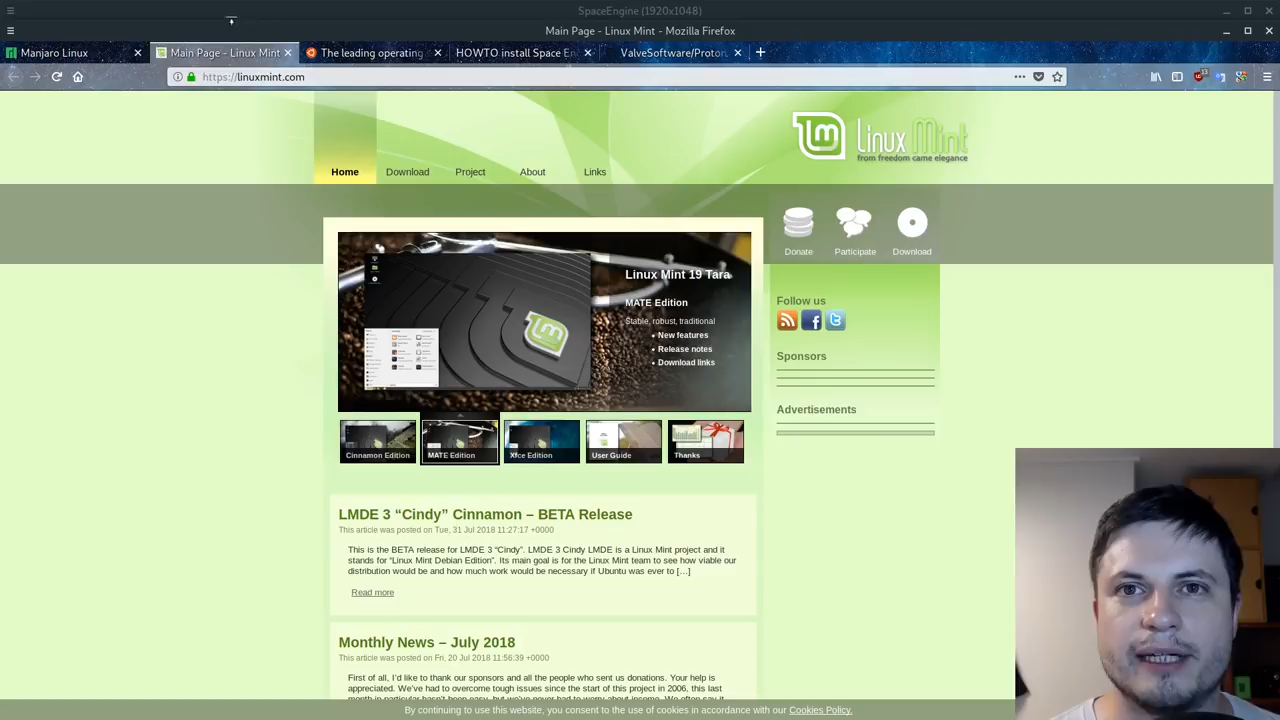 SpaceEngine (1920x1048)
Main Page - Linux Mint - Mozilla Firefox
Manjaro Linux
Main Page - Linux Mint
The leading operating
HOWTO install Space En
ValveSoftware/Proton
https://linuxmint.com
Linux Mint
from freedom came elegance
Home
Download
Project
About
Links
Donate
Participate
Download
Linux Mint 19 Tara
MATE Edition
Stable, robust, traditional
• New features
• Release notes
• Download links
Cinnamon Edition
MATE Edition
Xfce Edition
User Guide
Thanks
Follow us
Sponsors
Advertisements
LMDE 3 “Cindy” Cinnamon – BETA Release
This article was posted on Tue, 31 Jul 2018 11:27:17 +0000
This is the BETA release for LMDE 3 “Cindy”. LMDE 3 Cindy LMDE is a Linux Mint project and it
stands for “Linux Mint Debian Edition”. Its main goal is for the Linux Mint team to see how viable our
distribution would be and how much work would be necessary if Ubuntu was ever to […]
Read more
Monthly News – July 2018
This article was posted on Fri, 20 Jul 2018 11:56:39 +0000
First of all, I’d like to thank our sponsors and all the people who sent us donations. Your help is
appreciated. We’ve had to overcome tough issues since the start of this project in 2006, this last
By continuing to use this website, you consent to the use of cookies in accordance with our Cookies Policy.